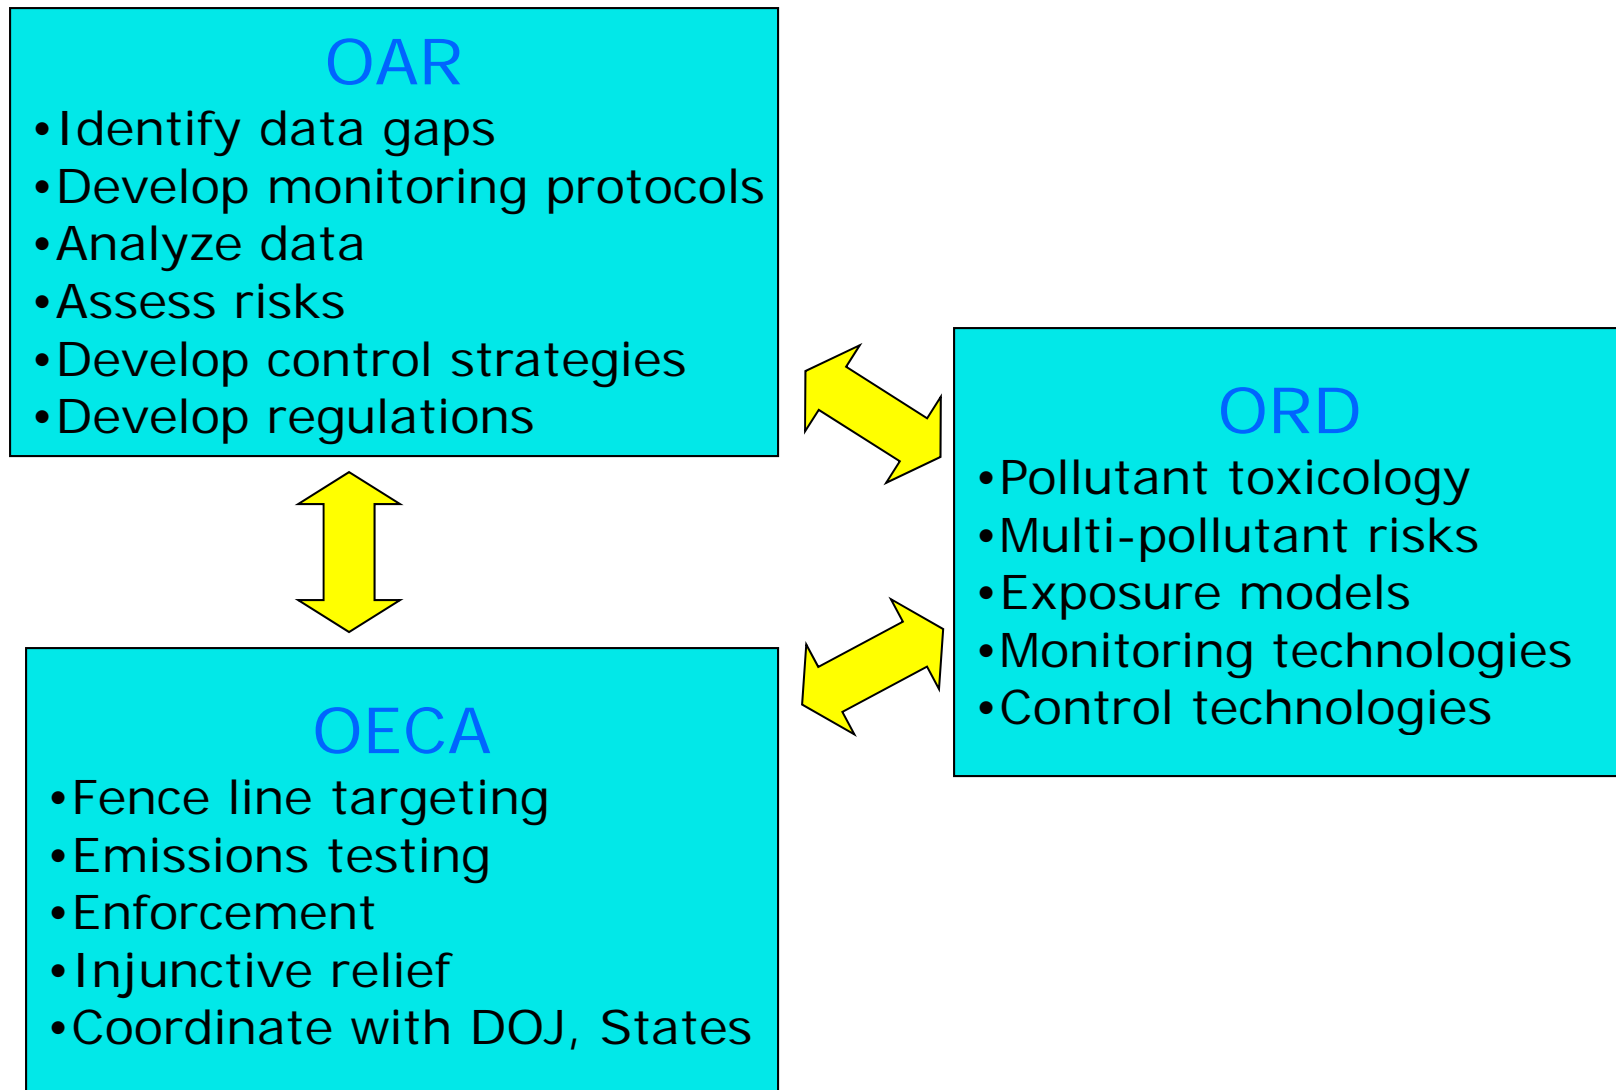 OAR
•Identify data gaps
•Develop monitoring protocols
•Analyze data
•Assess risks
•Develop control strategies
•Develop regulations
ORD
•Pollutant toxicology
•Multi-pollutant risks
•Exposure models
•Monitoring technologies
•Control technologies
OECA
•Fence line targeting
•Emissions testing
•Enforcement
•Injunctive relief
•Coordinate with DOJ, States